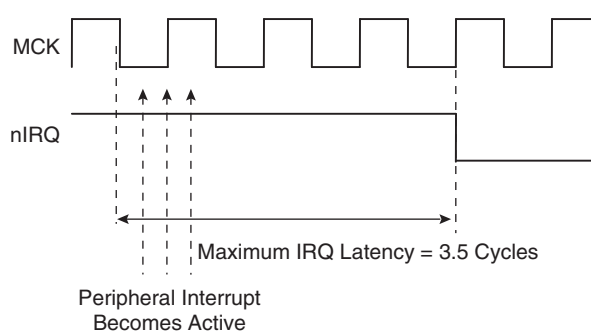 MCK
nIRQ
Maximum IRQ Latency = 3.5 Cycles
Peripheral Interrupt
Becomes Active